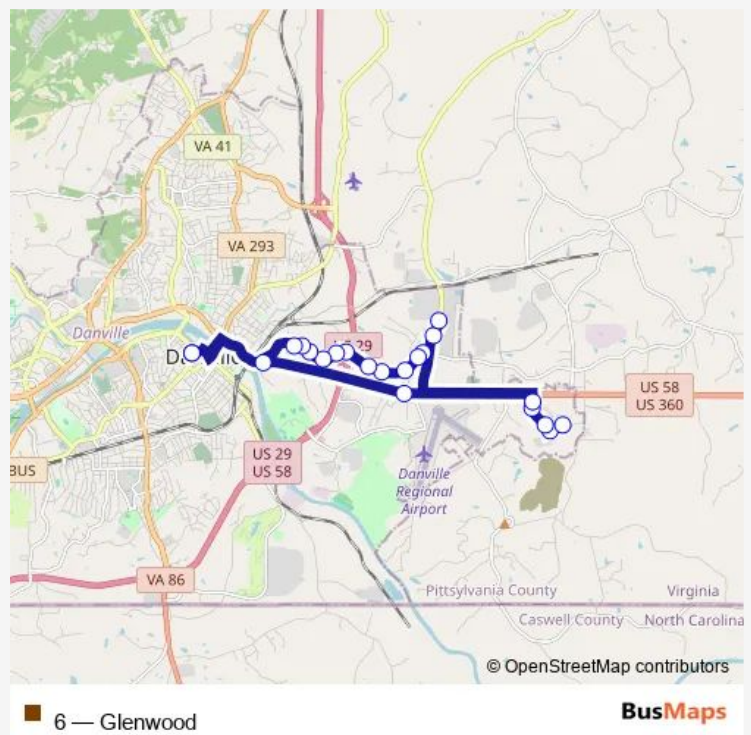 VA 41
VA 293
Danville
29
US 58
US 360
US 29
US 58
BUS
Danville
Regional
Airport
VA 86
Pittsylvania County
Virginia
Caswell County
North Carolina
© OpenStreetMap contributors
6 — Glenwood
BusMaps